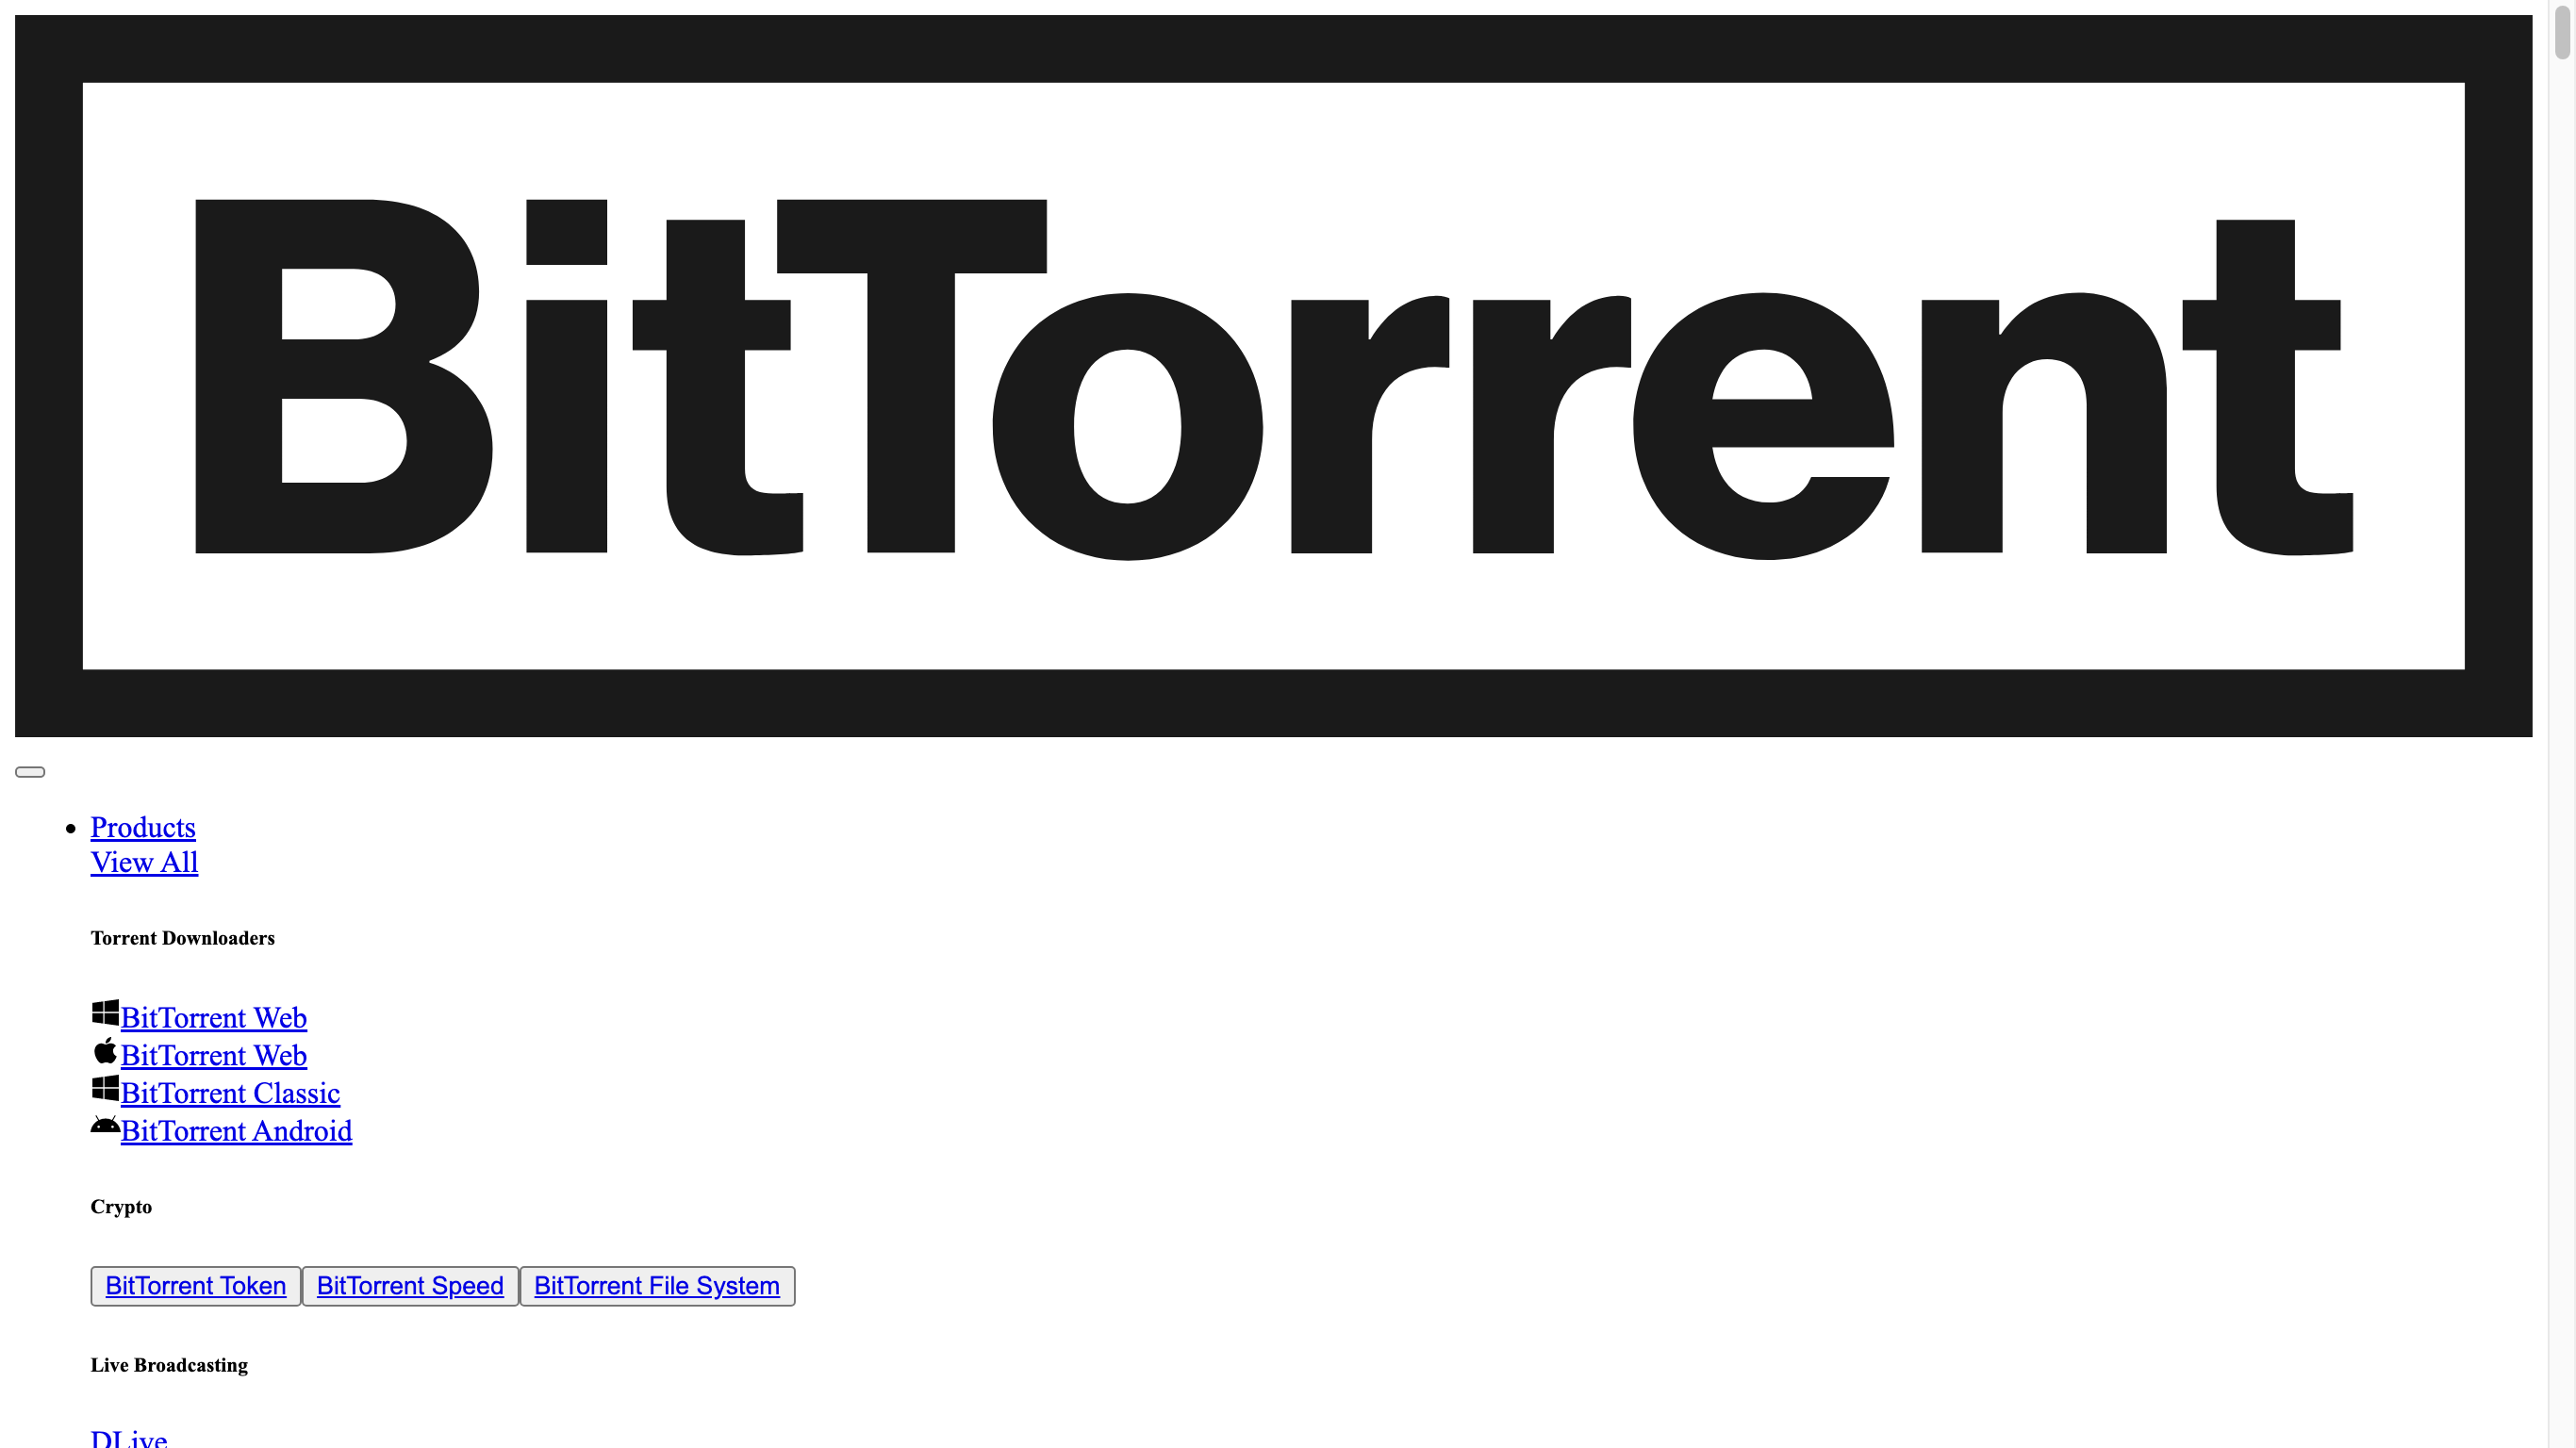 BitTorrent
Products
View All
Torrent Downloaders
BitTorrent Web
BitTorrent Web
BitTorrent Classic
BitTorrent Android
Crypto
BitTorrent Token BitTorrent Speed BitTorrent File System
Live Broadcasting
DLive